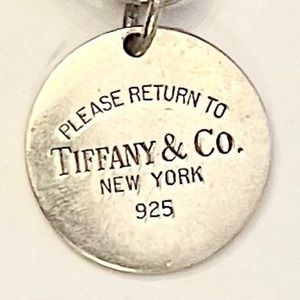 PLEASE RETURN TO
TIFFANY & CO.
NEW YORK
925